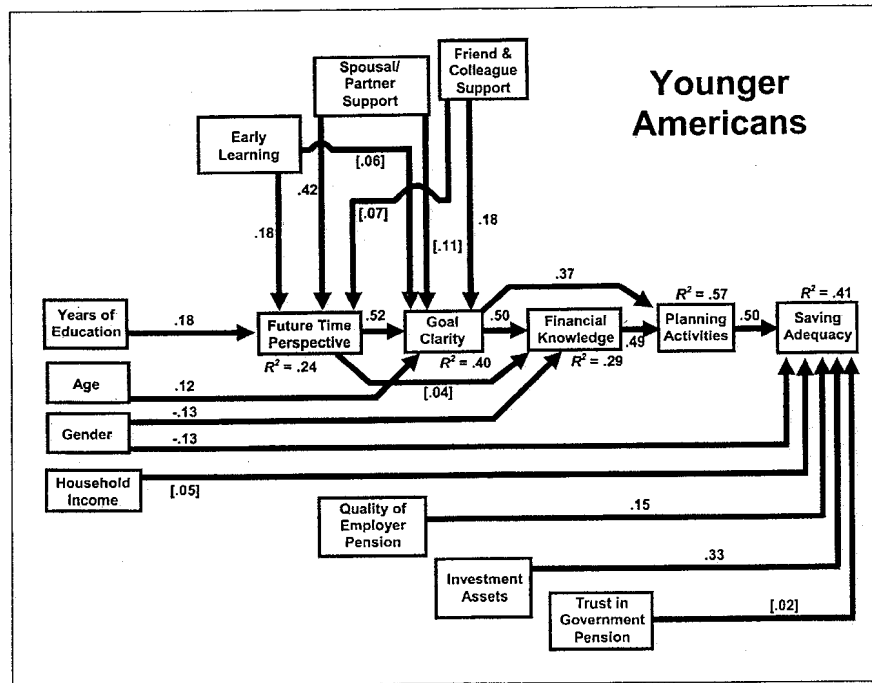 Younger
Americans
Friend &
Colleague
Support
Spousal/
Partner
Support
Early
Learning
[.06]
.42
[.07]
.18
[.11]
.18
.37
Years of
Education
.18
Future Time
Perspective
R² = .24
.52
Goal
Clarity
R² = .40
.50
Financial
Knowledge
R² = .29
.49
R² = .57
Planning
Activities
.50
R² = .41
Saving
Adequacy
Age
.12
[.04]
Gender
-.13
-.13
Household
Income
[.05]
Quality of
Employer
Pension
.15
Investment
Assets
.33
Trust in
Government
Pension
[.02]